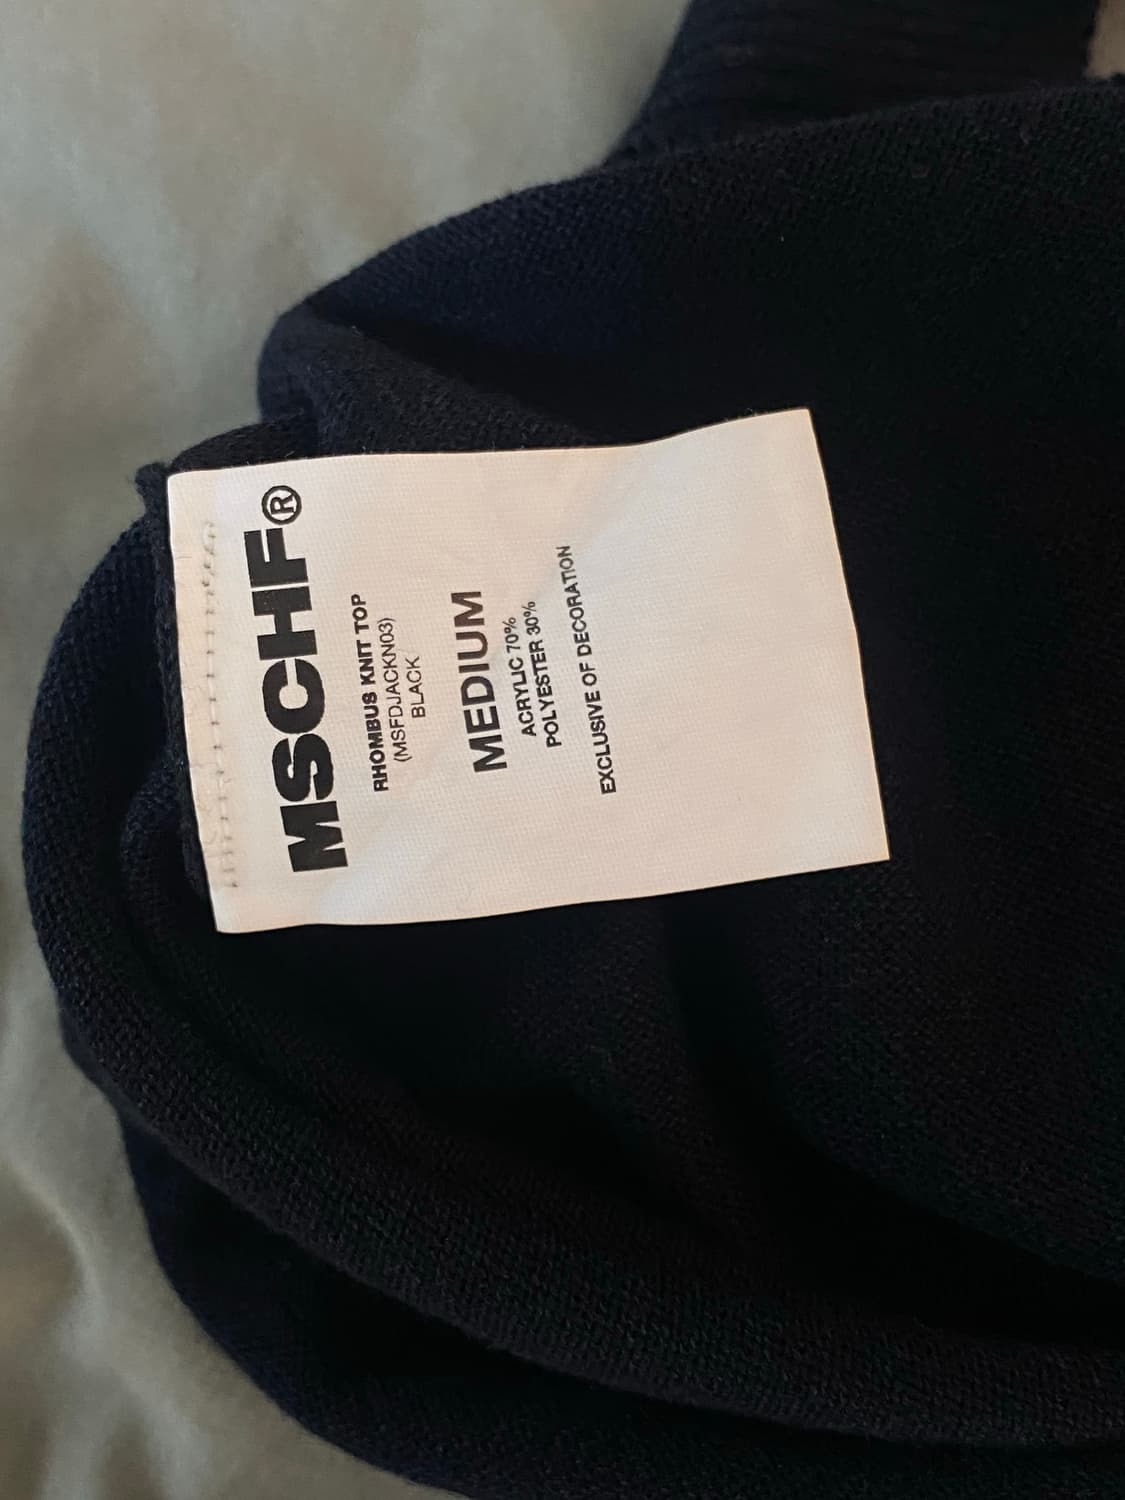 MSCHF®
RHOMBUS KNIT TOP
(MSFDJACKN03)
BLACK
MEDIUM
ACRYLIC 70%
POLYESTER 30%
EXCLUSIVE OF DECORATION